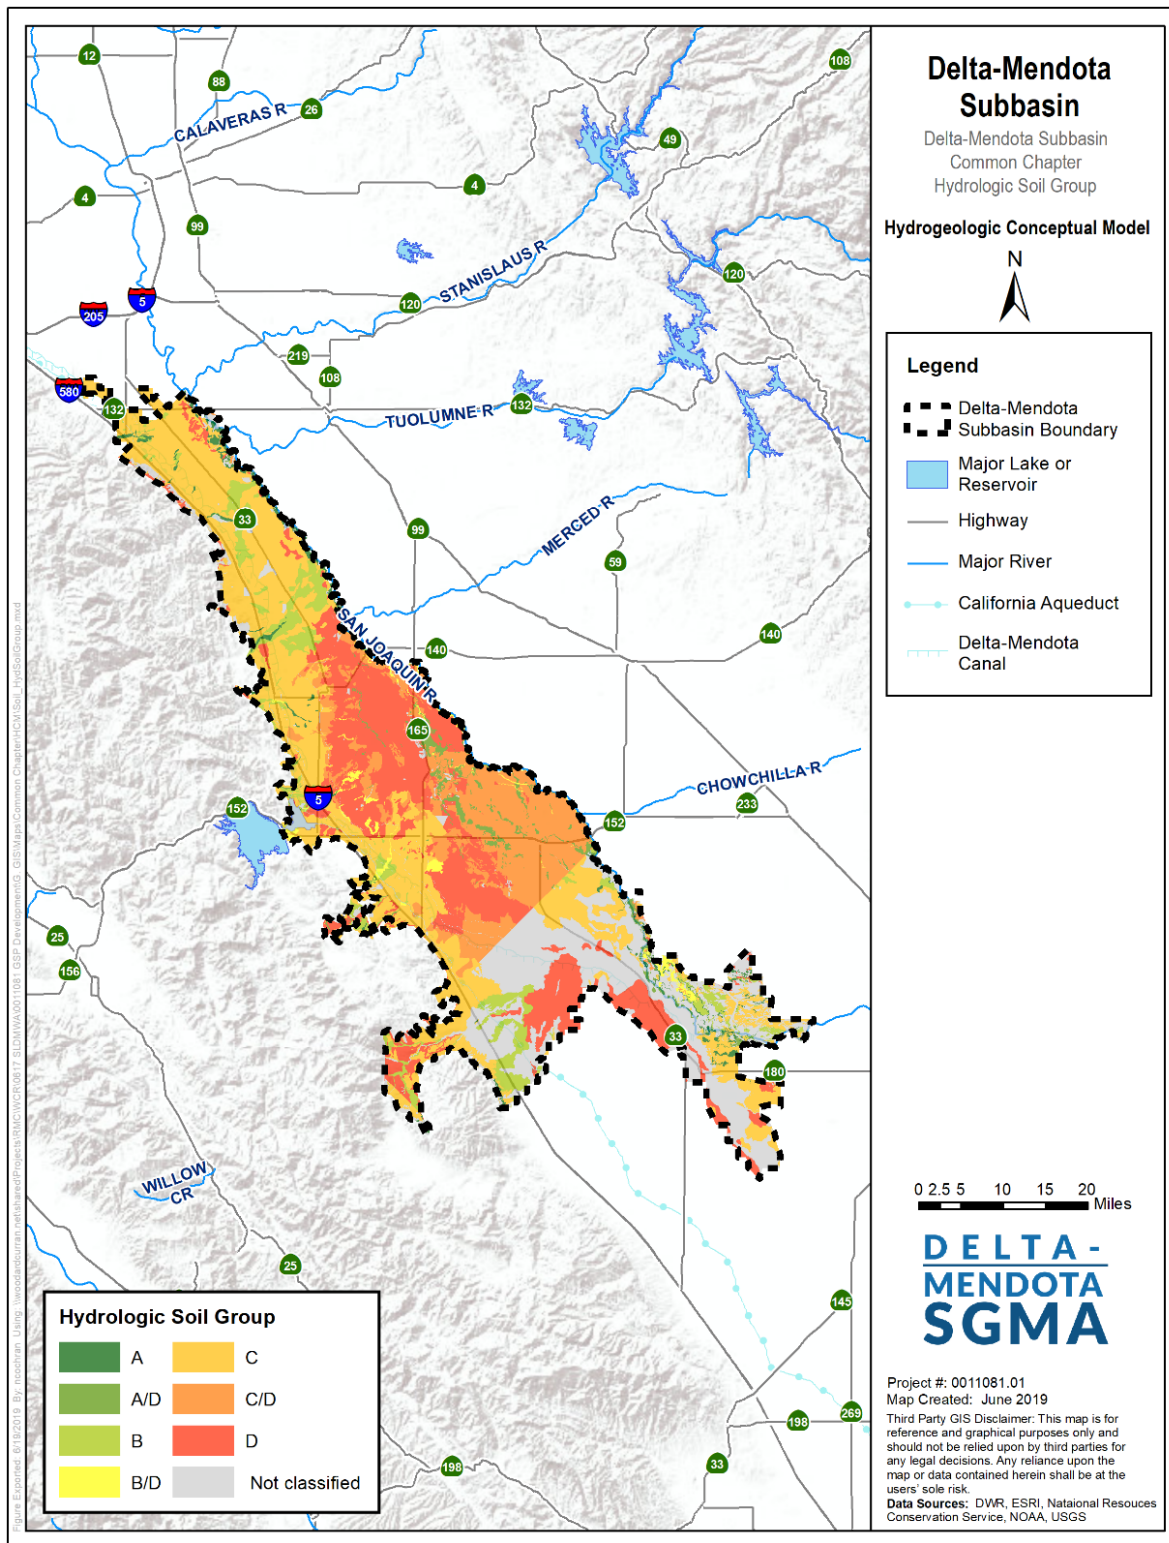 Delta-Mendota
Subbasin
Delta-Mendota Subbasin
Common Chapter
Hydrologic Soil Group
Hydrogeologic Conceptual Model
N
Legend
Delta-Mendota
Subbasin Boundary
Major Lake or
Reservoir
Highway
Major River
California Aqueduct
Delta-Mendota
Canal
0 2.5 5 10 15 20
Miles
DELTA-
MENDOTA
SGMA
Project #: 0011081.01
Map Created: June 2019
Third Party GIS Disclaimer: This map is for
reference and graphical purposes only and
should not be relied upon by third parties for
any legal decisions. Any reliance upon the
map or data contained herein shall be at the
users' sole risk.
Data Sources: DWR, ESRI, Nataional Resouces
Conservation Service, NOAA, USGS
12
88
26
108
CALAVERAS R
49
4
4
99
STANISLAUS R
120
120
5
205
219
108
580
132
TUOLUMNE R
132
33
99
MERCED R
59
SAN JOAQUIN R
140
140
165
CHOWCHILLA R
233
152
5
152
25
156
33
180
WILLOW
CR
25
145
198
269
198
33
Hydrologic Soil Group
A
C
A/D
C/D
B
D
B/D
Not classified